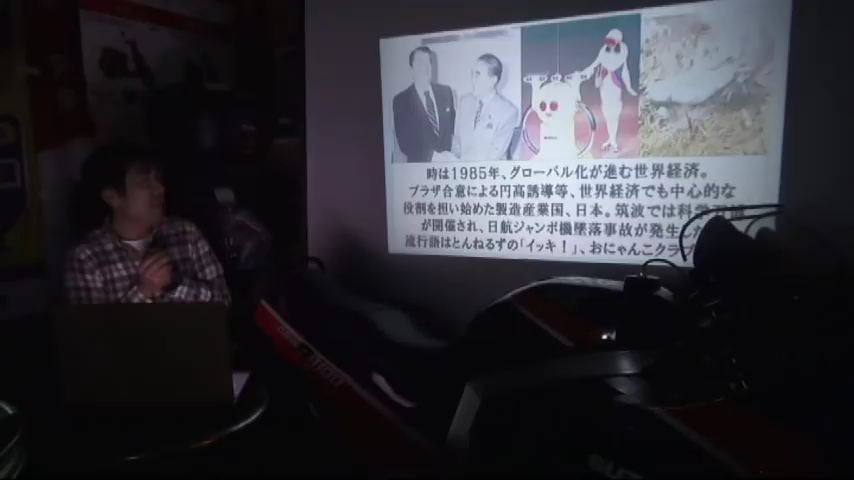 時は1985年、グローバル化が進む世界経済。
プラザ合意による円高誘導等、世界経済でも中心的な
役割を担い始めた製造産業国、日本。筑波では科学
が開催され、日航ジャンボ機墜落事故が発生
流行語はとんねるずの「イッキ！」、おにゃんこクラブ